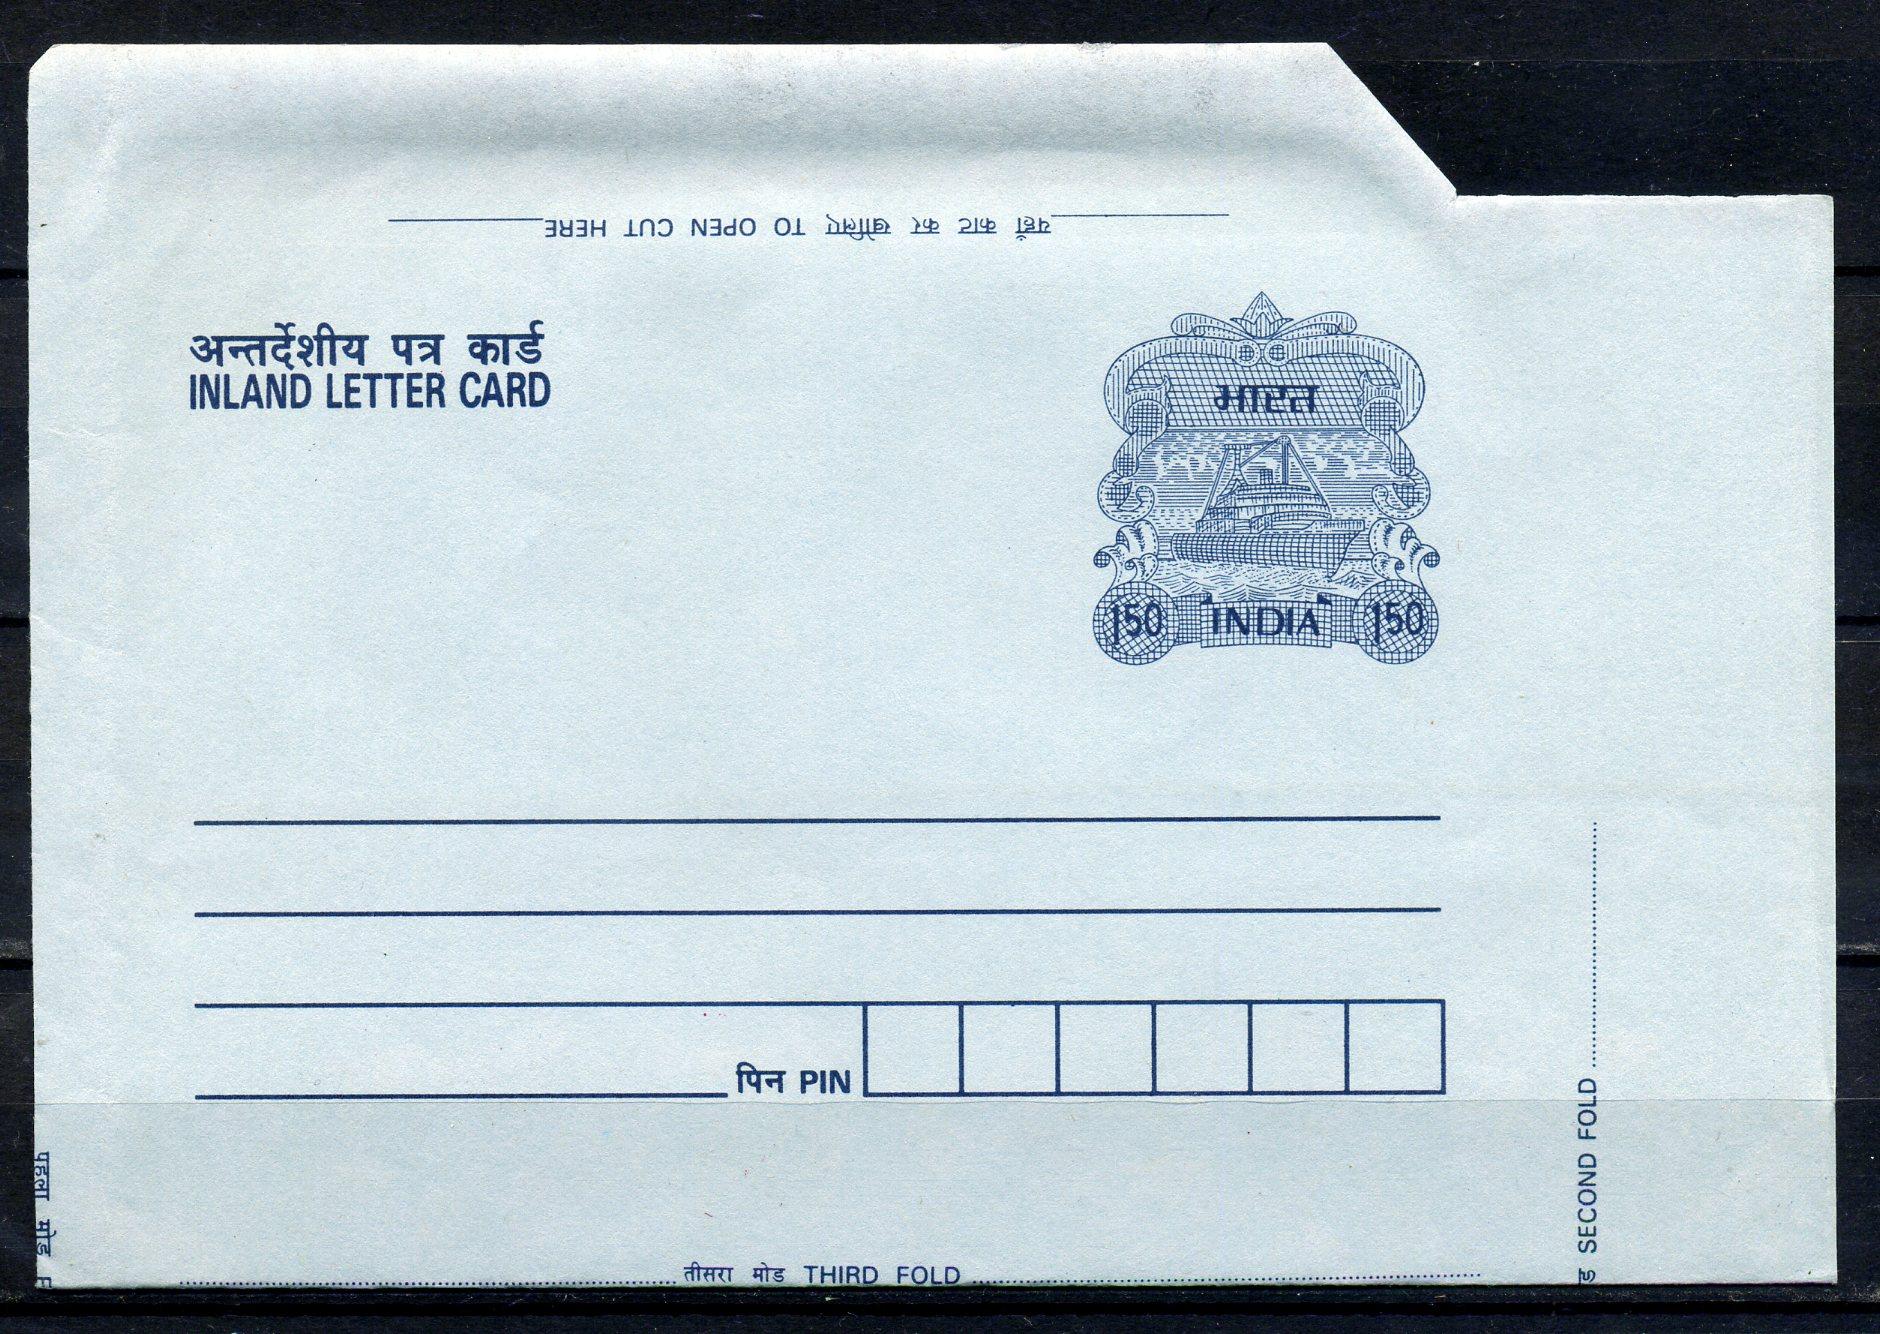 यहाँ काट कर खोलिए TO OPEN CUT HERE
अन्तर्देशीय पत्र कार्ड
INLAND LETTER CARD
भारत
150 INDIA 150
पिन PIN
SECOND FOLD
पहला मोड़
तीसरा मोड THIRD FOLD